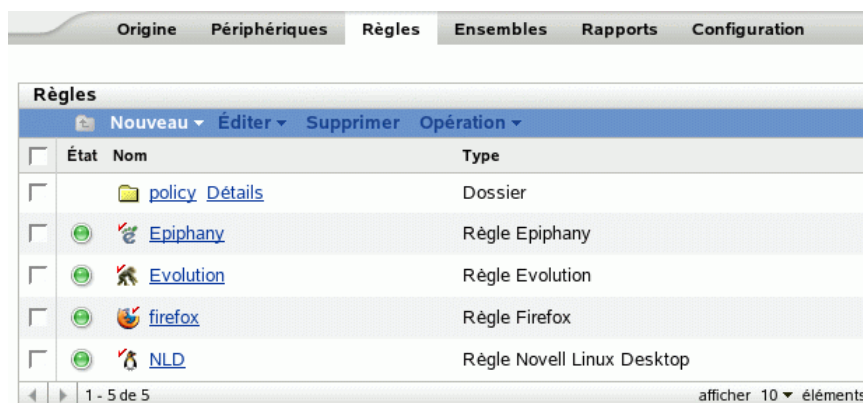 Origine Périphériques Règles Ensembles Rapports Configuration
Règles
Nouveau Éditer Supprimer Opération
État Nom Type
policy Détails Dossier
Epiphany Règle Epiphany
Evolution Règle Evolution
firefox Règle Firefox
NLD Règle Novell Linux Desktop
1 - 5 de 5 afficher 10 éléments